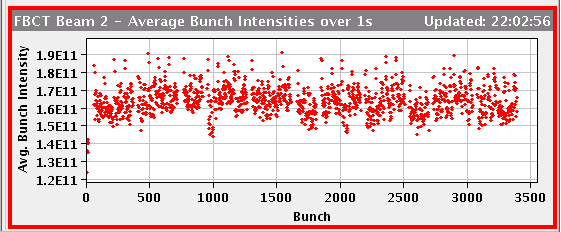 FBCT Beam 2 - Average Bunch Intensities over 1s Updated: 22:02:56
Avg. Bunch Intensity
1.9E11
1.8E11
1.7E11
1.6E11
1.5E11
1.4E11
1.3E11
1.2E11
0 500 1000 1500 2000 2500 3000 3500
Bunch